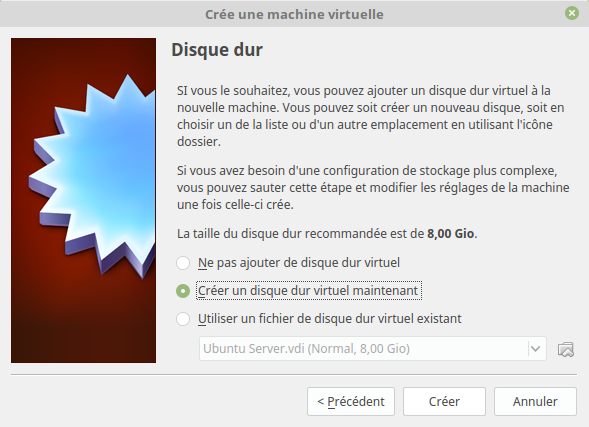 Crée une machine virtuelle
Disque dur
SI vous le souhaitez, vous pouvez ajouter un disque dur virtuel à la
nouvelle machine. Vous pouvez soit créer un nouveau disque, soit en
choisir un de la liste ou d'un autre emplacement en utilisant l'icône
dossier.
Si vous avez besoin d'une configuration de stockage plus complexe,
vous pouvez sauter cette étape et modifier les réglages de la machine
une fois celle-ci crée.
La taille du disque dur recommandée est de 8,00 Gio.
Ne pas ajouter de disque dur virtuel
Créer un disque dur virtuel maintenant
Utiliser un fichier de disque dur virtuel existant
Ubuntu Server.vdi (Normal, 8,00 Gio)
< Précédent
Créer
Annuler